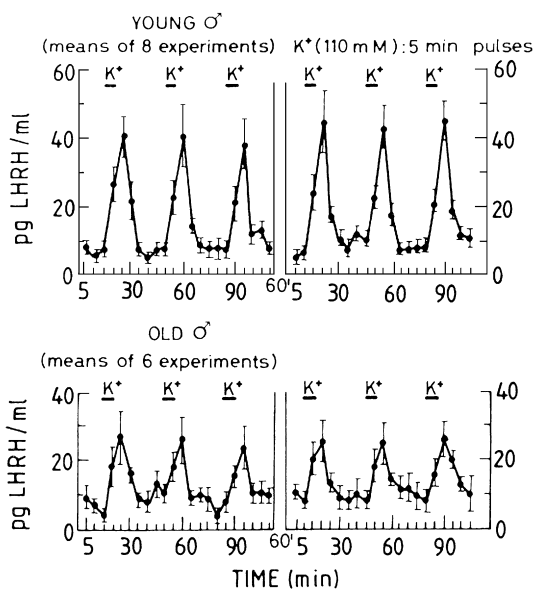 YOUNG ♂
(means of 8 experiments) K⁺(110 mM):5 min pulses
60 K⁺ K⁺ K⁺ K⁺ K⁺ K⁺ 60
40 40
20 20
0 0
pg LHRH/ml
5 30 60 90 60' 5 30 60 90
OLD ♂
(means of 6 experiments)
40 K⁺ K⁺ K⁺ K⁺ K⁺ K⁺ 40
20 20
0 0
pg LHRH/ml
5 30 60 90 60' 5 30 60 90
TIME (min)